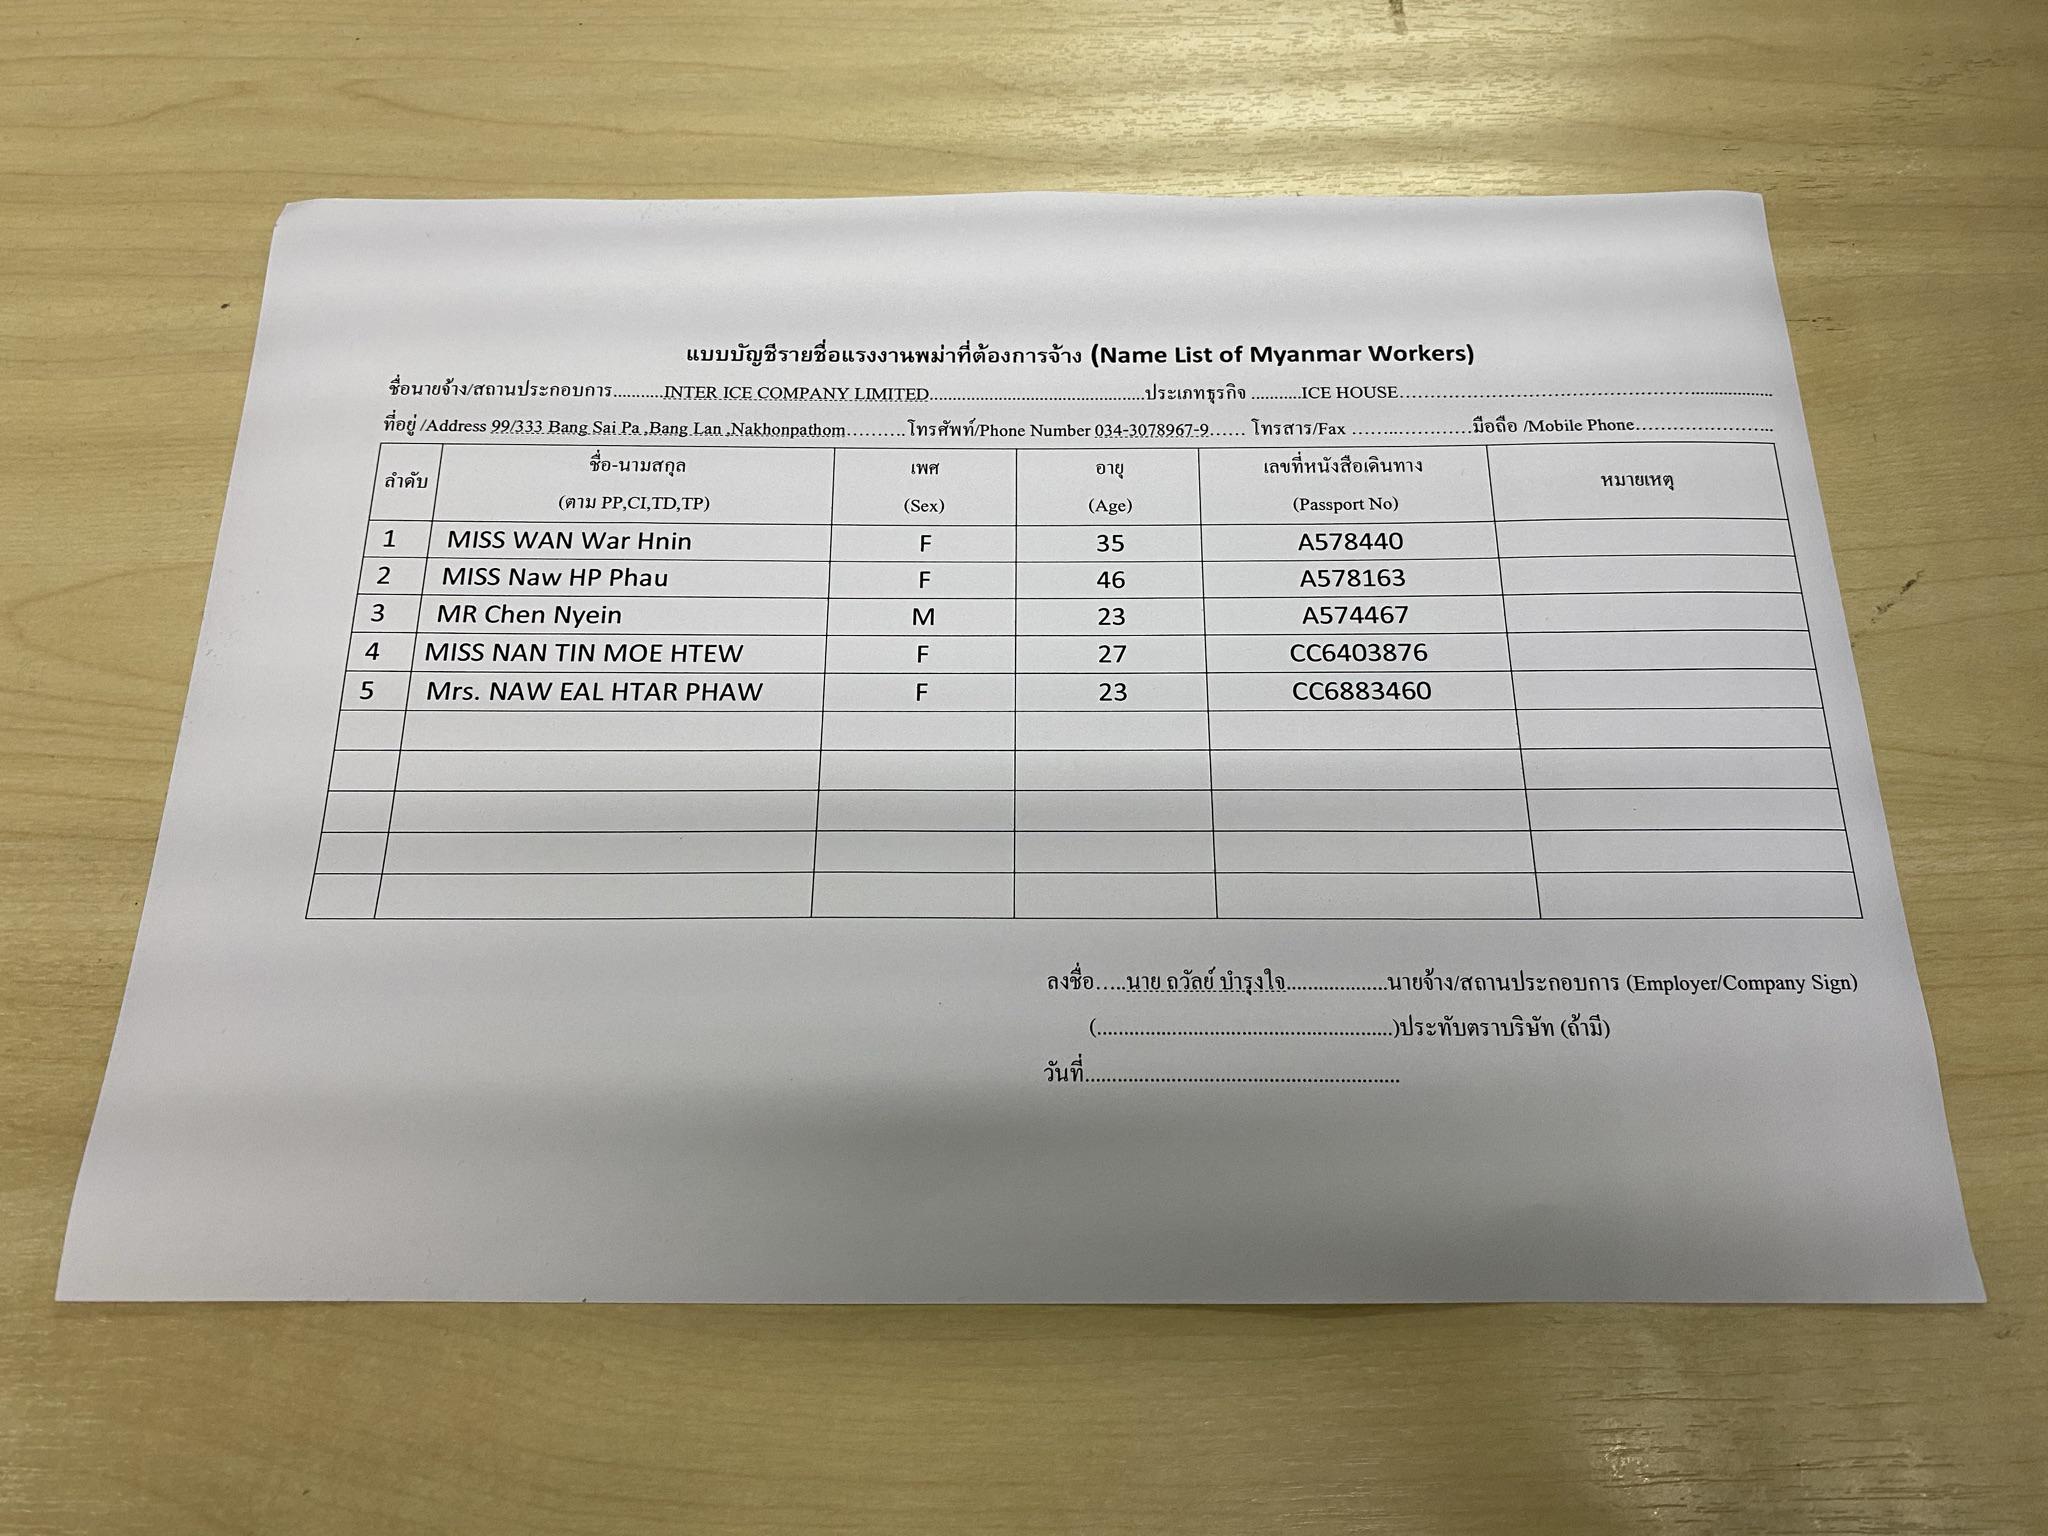 แบบบัญชีรายชื่อแรงงานพม่าที่ต้องการจ้าง (Name List of Myanmar Workers)
ชื่อนายจ้าง/สถานประกอบการ...........INTER ICE COMPANY LIMITED...........................................ประเภทธุรกิจ ..........ICE HOUSE...........................................................................
ที่อยู่ /Address 99/333 Bang Sai Pa ,Bang Lan ,Nakhonpathom.......... โทรศัพท์/Phone Number 034-3078967-9...... โทรสาร/Fax .....................มือถือ /Mobile Phone........................
ลำดับ ชื่อ-นามสกุล (ตาม PP,CI,TD,TP) เพศ (Sex) อายุ (Age) เลขที่หนังสือเดินทาง (Passport No) หมายเหตุ
1 MISS WAN War Hnin F 35 A578440
2 MISS Naw HP Phau F 46 A578163
3 MR Chen Nyein M 23 A574467
4 MISS NAN TIN MOE HTEW F 27 CC6403876
5 Mrs. NAW EAL HTAR PHAW F 23 CC6883460
ลงชื่อ.....นาย ถวัลย์ บำรุงใจ...................นายจ้าง/สถานประกอบการ (Employer/Company Sign)
(......................................................)ประทับตราบริษัท (ถ้ามี)
วันที่..........................................................